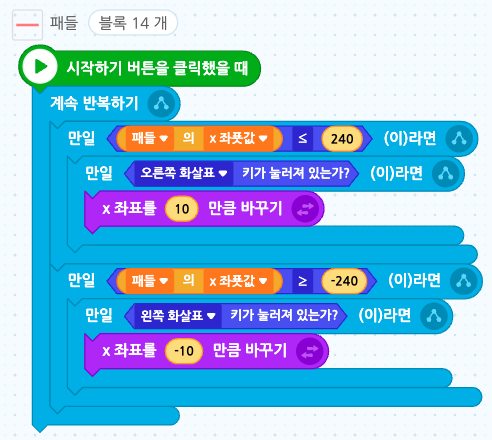 패들 블록 14 개
시작하기 버튼을 클릭했을 때
계속 반복하기
만일 패들 의 x 좌푯값 ≤ 240 (이)라면
만일 오른쪽 화살표 키가 눌러져 있는가? (이)라면
x 좌표를 10 만큼 바꾸기
만일 패들 의 x 좌푯값 ≥ -240 (이)라면
만일 왼쪽 화살표 키가 눌러져 있는가? (이)라면
x 좌표를 -10 만큼 바꾸기